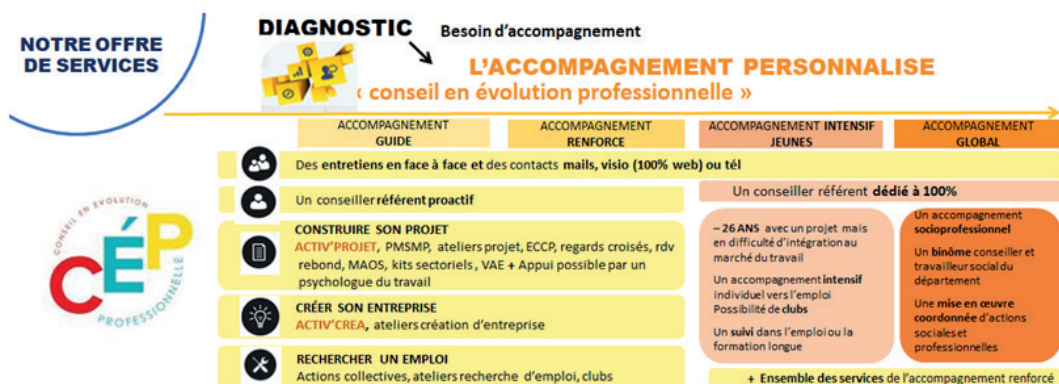 NOTRE OFFRE
DE SERVICES
DIAGNOSTIC
Besoin d'accompagnement
L'ACCOMPAGNEMENT PERSONNALISE
« conseil en évolution professionnelle »
ACCOMPAGNEMENT
GUIDE
ACCOMPAGNEMENT
RENFORCE
ACCOMPAGNEMENT INTENSIF
JEUNES
ACCOMPAGNEMENT
GLOBAL
Des entretiens en face à face et des contacts mails, visio (100% web) ou tél
Un conseiller référent proactif
Un conseiller référent dédié à 100%
CONSEIL EN ÉVOLUTION
CÉP
PROFESSIONNELLE
CONSTRUIRE SON PROJET
ACTIV'PROJET, PMSMP, ateliers projet, ECCP, regards croisés, rdv
rebond, MAOS, kits sectoriels, VAE + Appui possible par un
psychologue du travail
CRÉER SON ENTREPRISE
ACTIV'CREA, ateliers création d'entreprise
RECHERCHER UN EMPLOI
Actions collectives, ateliers recherche d'emploi, clubs
– 26 ANS avec un projet mais
en difficulté d'intégration au
marché du travail
Un accompagnement intensif
individuel vers l'emploi
Possibilité de clubs
Un suivi dans l'emploi ou la
formation longue
Un accompagnement
socioprofessionnel
Un binôme conseiller et
travailleur social du
département
Une mise en œuvre
coordonnée d'actions
sociales et
professionnelles
+ Ensemble des services de l'accompagnement renforcé